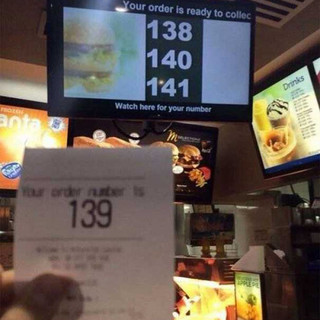 Your order is ready to collec
138
140
141
Watch here for your number
Drinks
anta
Your order number is
139